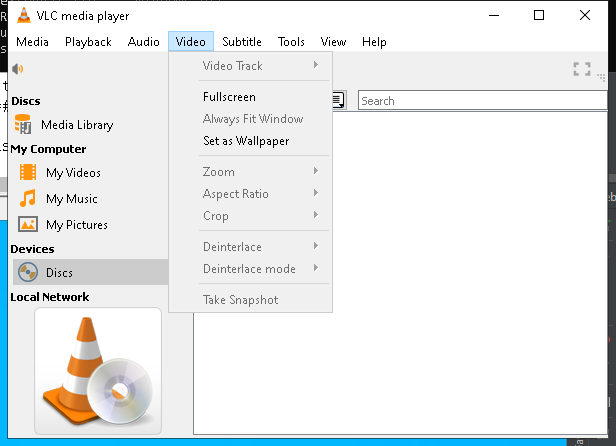 VLC media player
Media Playback Audio Video Subtitle Tools View Help
Video Track
Fullscreen
Always Fit Window
Set as Wallpaper
Zoom
Aspect Ratio
Crop
Deinterlace
Deinterlace mode
Take Snapshot
Search
Discs
Media Library
My Computer
My Videos
My Music
My Pictures
Devices
Discs
Local Network